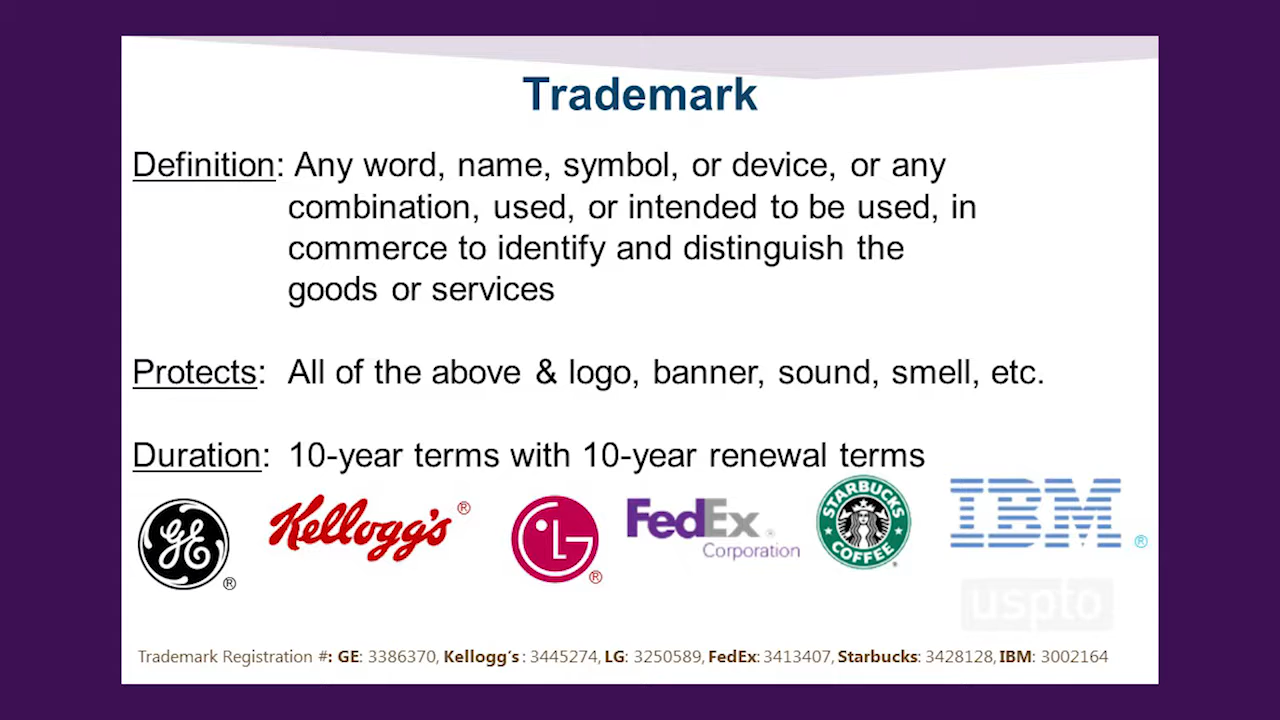 Trademark
Definition: Any word, name, symbol, or device, or any
combination, used, or intended to be used, in
commerce to identify and distinguish the
goods or services
Protects: All of the above & logo, banner, sound, smell, etc.
Duration: 10-year terms with 10-year renewal terms
GE ® Kellogg's ® LG ® FedEx ® Corporation STARBUCKS COFFEE ® IBM ®
uspto
Trademark Registration #: GE: 3386370, Kellogg´s : 3445274, LG: 3250589, FedEx: 3413407, Starbucks: 3428128, IBM: 3002164